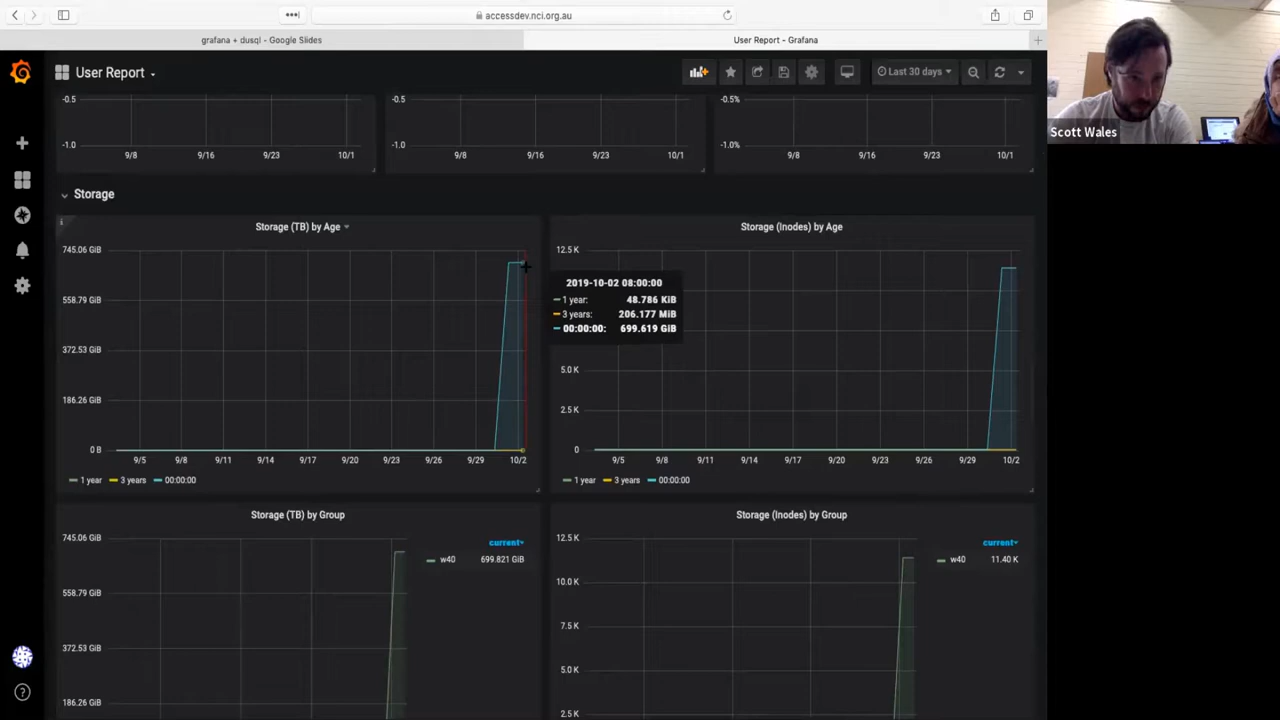 accessdev.nci.org.au
grafana + dusql - Google Slides
User Report - Grafana
User Report
Last 30 days
Scott Wales
-0.5
-1.0
9/8 9/16 9/23 10/1
-0.5
-1.0
9/8 9/16 9/23 10/1
-0.5%
-1.0%
9/8 9/16 9/23 10/1
Storage
Storage (TB) by Age
745.06 GiB
558.79 GiB
372.53 GiB
186.26 GiB
0 B
9/5 9/8 9/11 9/14 9/17 9/20 9/23 9/26 9/29 10/2
1 year 3 years 00:00:00
2019-10-02 08:00:00
1 year: 48.786 KiB
3 years: 206.177 MiB
00:00:00: 699.619 GiB
Storage (Inodes) by Age
12.5 K
5.0 K
2.5 K
0
9/5 9/8 9/11 9/14 9/17 9/20 9/23 9/26 9/29 10/2
1 year 3 years 00:00:00
Storage (TB) by Group
745.06 GiB
558.79 GiB
372.53 GiB
186.26 GiB
current
w40 699.821 GiB
Storage (Inodes) by Group
12.5 K
10.0 K
7.5 K
5.0 K
2.5 K
current
w40 11.40 K